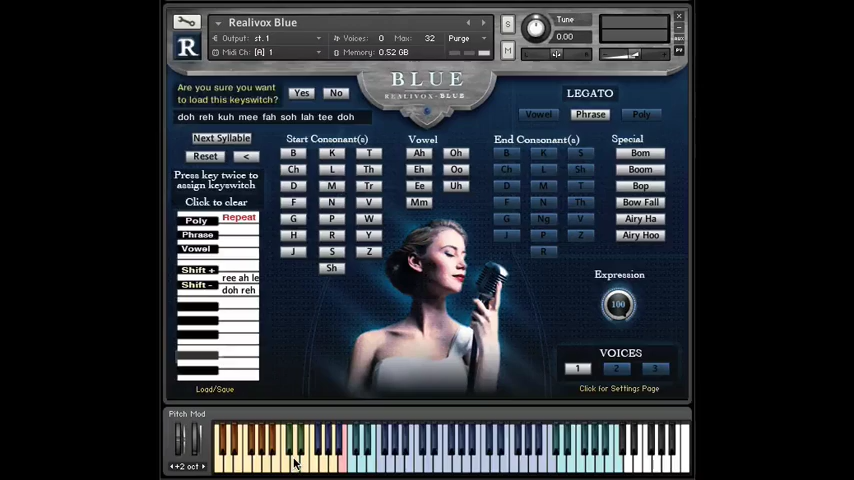 Realivox Blue
Output: st. 1
Voices: 0 Max: 32 Purge
Midi Ch: [A] 1
Memory: 0.52 GB
S
M
Tune
0.00
L R
AUX
PV
R
Are you sure you want
to load this keyswitch?
Yes No
doh reh kuh mee fah soh lah tee doh
BLUE
REALIVOX-BLUE
LEGATO
Vowel Phrase Poly
Next Syllable
Reset <
Press key twice to
assign keyswitch
Click to clear
Start Consonant(s)
B K T
Ch L Th
D M Tr
F N V
G P W
H R Y
J S Z
Sh
Vowel
Ah Oh
Eh Oo
Ee Uh
Mm
End Consonant(s)
B K S
Ch L Sh
D M T
F N Th
G Ng V
J P Z
R
Special
Bom
Boom
Bop
Bow Fall
Airy Ha
Airy Hoo
Poly Repeat
Phrase
Vowel
Shift + ree ah le
Shift - doh reh
Load/Save
Expression
100
VOICES
1 2 3
Click for Settings Page
Pitch Mod
+2 oct